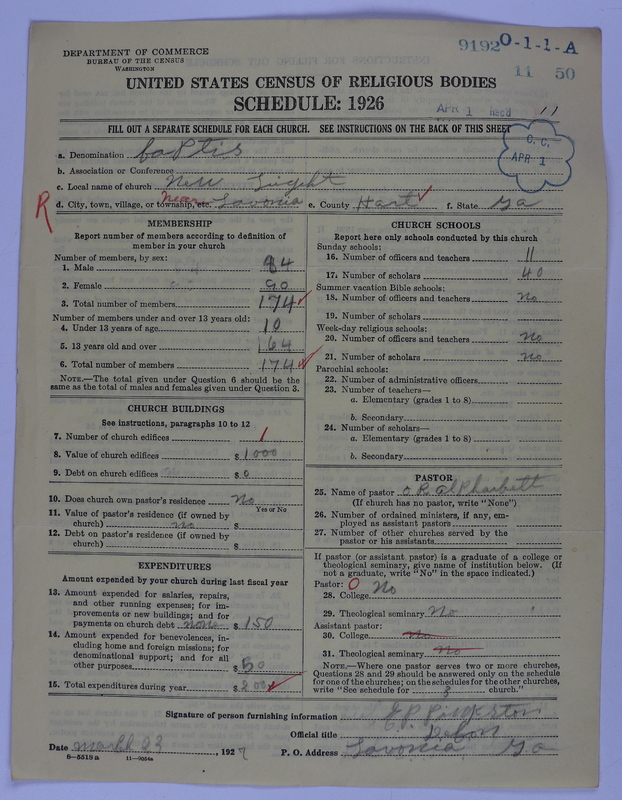 DEPARTMENT OF COMMERCE
BUREAU OF THE CENSUS
WASHINGTON
9192 0-1-1-A
11 50
UNITED STATES CENSUS OF RELIGIOUS BODIES
SCHEDULE: 1926
APR 1 rec'd 11
FILL OUT A SEPARATE SCHEDULE FOR EACH CHURCH. SEE INSTRUCTIONS ON THE BACK OF THIS SHEET
C. C.
APR 1
a. Denomination baptis
b. Association or Conference
c. Local name of church New Light
R
d. City, town, village, or township, etc. near Lavonia e. County Hart f. State Ga
MEMBERSHIP
Report number of members according to definition of
member in your church
Number of members, by sex:
1. Male 84
2. Female 90
3. Total number of members 174
Number of members under and over 13 years old:
4. Under 13 years of age 10
5. 13 years old and over 164
6. Total number of members 174
NOTE.—The total given under Question 6 should be
same as the total of males and females given under Question 3.
CHURCH BUILDINGS
See instructions, paragraphs 10 to 12
7. Number of church edifices 1
8. Value of church edifices $ 1000
9. Debt on church edifices $ 0
10. Does church own pastor's residence No
Yes or No
11. Value of pastor's residence (if owned by
church) no $
12. Debt on pastor's residence (if owned by
church) $
EXPENDITURES
Amount expended by your church during last fiscal year
13. Amount expended for salaries, repairs,
and other running expenses; for im-
provements or new buildings; and for
payments on church debt none $ 150
14. Amount expended for benevolences, in-
cluding home and foreign missions; for
denominational support; and for all
other purposes $ 50
15. Total expenditures during year $ 200
CHURCH SCHOOLS
Report here only schools conducted by this church
Sunday schools:
16. Number of officers and teachers 11
17. Number of scholars 40
Summer vacation Bible schools:
18. Number of officers and teachers No
19. Number of scholars
Week-day religious schools:
20. Number of officers and teachers No
21. Number of scholars No
Parochial schools:
22. Number of administrative officers
23. Number of teachers—
a. Elementary (grades 1 to 8)
b. Secondary
24. Number of scholars—
a. Elementary (grades 1 to 8)
b. Secondary
PASTOR
25. Name of pastor
(If church has no pastor, write "None")
26. Number of ordained ministers, if any, em-
ployed as assistant pastors
27. Number of other churches served by the
pastor or his assistants
If pastor (or assistant pastor) is a graduate of a college or
theological seminary, give name of institution below. (If
not a graduate, write "No" in the space indicated.)
Pastor: 0
28. College No
29. Theological seminary No
Assistant pastor:
30. College No
31. Theological seminary No
NOTE.—Where one pastor serves two or more churches,
Questions 28 and 29 should be answered only on the schedule
for one of the churches; on the schedules for the other churches,
write "See schedule for 3 church."
Signature of person furnishing information
Official title
Date March 23, 1927 P. O. Address Lavonia Ga
8-5518a 11-9054a